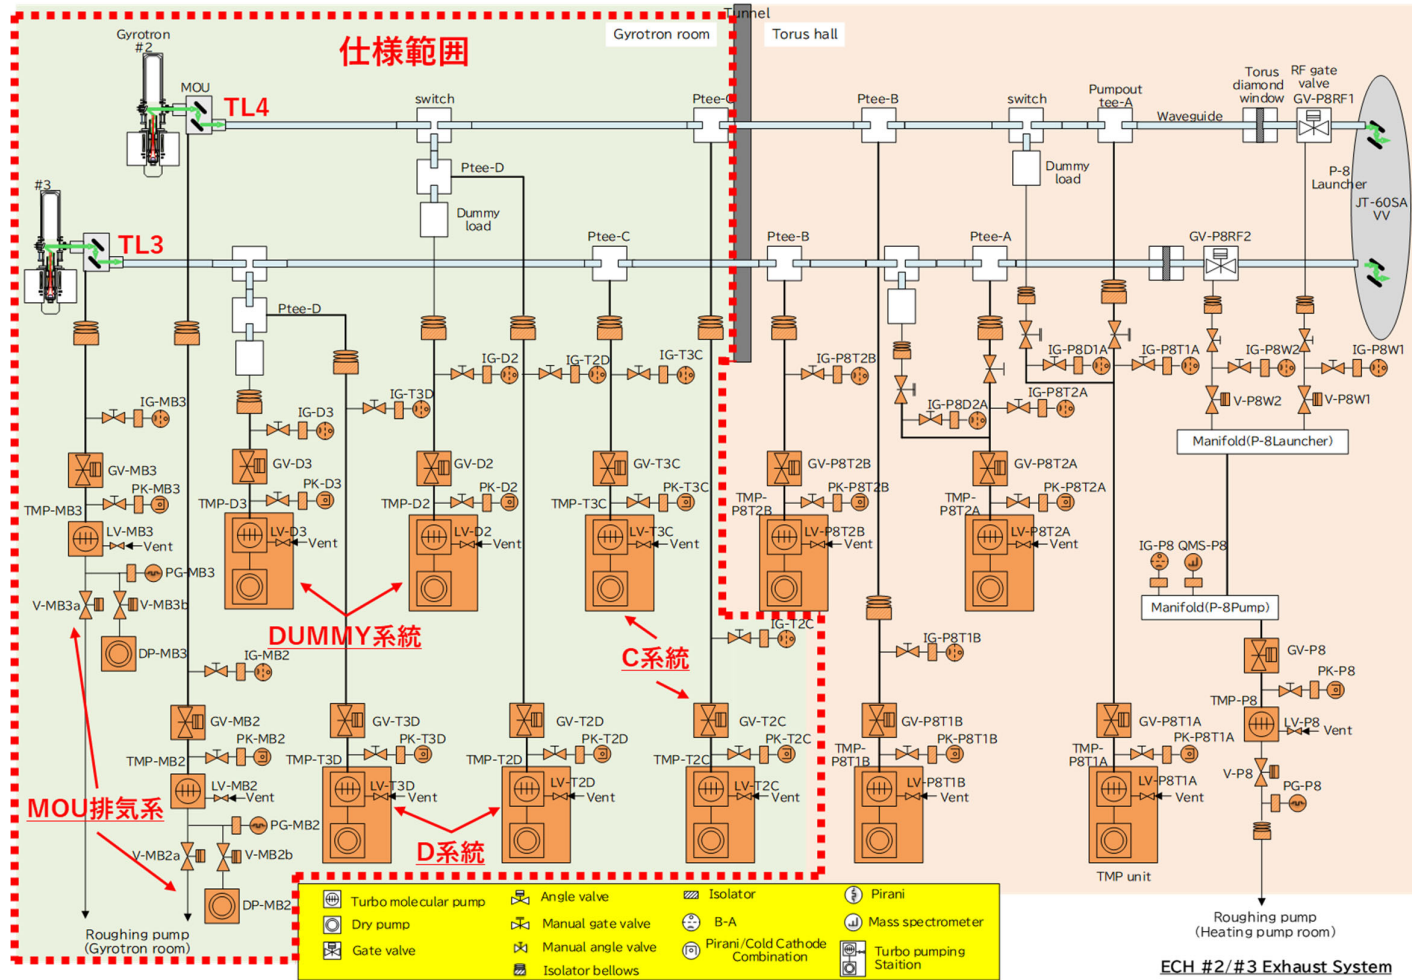 Tunnel
Gyrotron room
Torus hall
仕様範囲
Gyrotron
#2
MOU
TL4
switch
Ptee-C
Ptee-B
switch
Pumpout
tee-A
Waveguide
Torus
diamond
window
RF gate
valve
GV-P8RF1
Ptee-D
Dummy
load
Dummy
load
P-8
Launcher
JT-60SA
VV
#3
TL3
Ptee-C
Ptee-B
Ptee-A
GV-P8RF2
Ptee-D
IG-D2
IG-T2D
IG-T3C
IG-P8T2B
IG-P8D1A
IG-P8T1A
IG-P8W2
IG-P8W1
IG-MB3
IG-D3
IG-T3D
IG-P8D2A
IG-P8T2A
V-P8W2
V-P8W1
Manifold(P-8Launcher)
GV-MB3
GV-D3
GV-D2
GV-T3C
GV-P8T2B
GV-P8T2A
PK-MB3
PK-D3
PK-D2
PK-T3C
PK-P8T2B
PK-P8T2A
TMP-MB3
TMP-D3
TMP-D2
TMP-T3C
TMP-
P8T2B
TMP-
P8T2A
LV-MB3
Vent
LV-D3
Vent
LV-D2
Vent
LV-T3C
Vent
LV-P8T2B
Vent
LV-P8T2A
Vent
IG-P8
QMS-P8
PG-MB3
V-MB3a
V-MB3b
Manifold(P-8Pump)
DP-MB3
DUMMY系統
C系統
IG-T2C
IG-P8T1B
IG-MB2
GV-P8
PK-P8
TMP-P8
LV-P8
Vent
GV-MB2
GV-T3D
GV-T2D
GV-T2C
GV-P8T1B
GV-P8T1A
PK-MB2
PK-T3D
PK-T2D
PK-T2C
PK-P8T1B
PK-P8T1A
TMP-MB2
TMP-T3D
TMP-T2D
TMP-T2C
TMP-
P8T1B
TMP-
P8T1A
V-P8
PG-P8
LV-MB2
Vent
LV-T3D
Vent
LV-T2D
Vent
LV-T2C
Vent
LV-P8T1B
Vent
LV-P8T1A
Vent
MOU排気系
PG-MB2
V-MB2a
V-MB2b
D系統
DP-MB2
TMP unit
Roughing pump
(Gyrotron room)
Roughing pump
(Heating pump room)
Turbo molecular pump
Dry pump
Gate valve
Angle valve
Manual gate valve
Manual angle valve
Isolator bellows
Isolator
B-A
Pirani/Cold Cathode
Combination
Pirani
Mass spectrometer
Turbo pumping
Staition
ECH #2/#3 Exhaust System